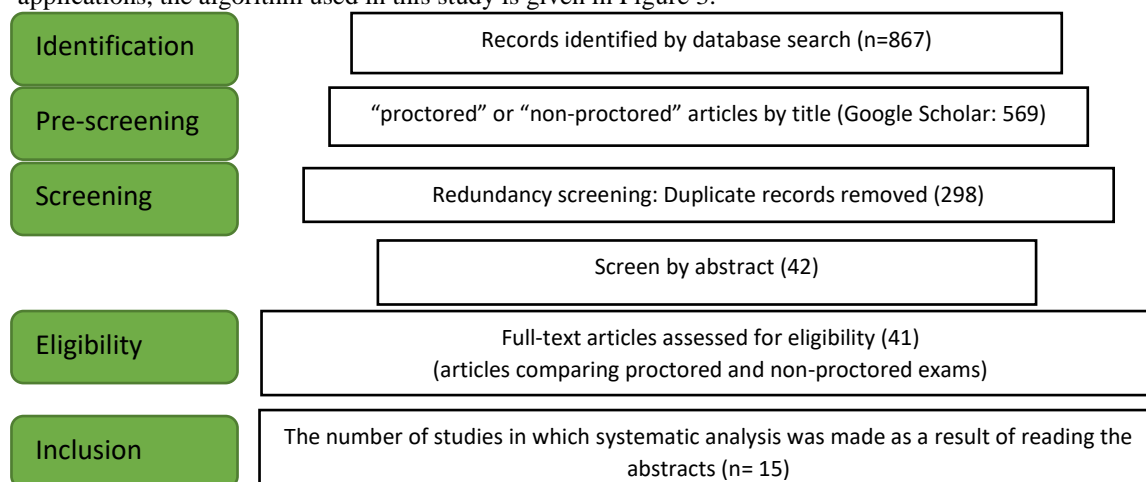 applications, the algorithm used in this study is given in Figure 3.
Identification
Records identified by database search (n=867)
Pre-screening
“proctored” or “non-proctored” articles by title (Google Scholar: 569)
Screening
Redundancy screening: Duplicate records removed (298)
Screen by abstract (42)
Eligibility
Full-text articles assessed for eligibility (41)
(articles comparing proctored and non-proctored exams)
Inclusion
The number of studies in which systematic analysis was made as a result of reading the
abstracts (n= 15)